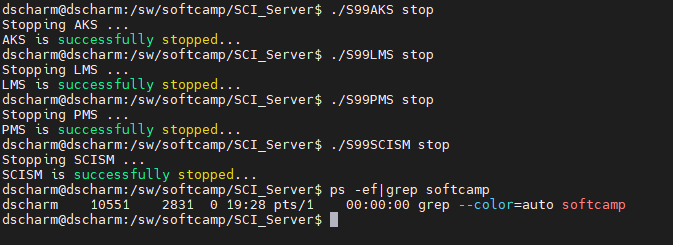 dscharm@dscharm:/sw/softcamp/SCI_Server$ ./S99AKS stop
Stopping AKS ...
AKS is successfully stopped...
dscharm@dscharm:/sw/softcamp/SCI_Server$ ./S99LMS stop
Stopping LMS ...
LMS is successfully stopped...
dscharm@dscharm:/sw/softcamp/SCI_Server$ ./S99PMS stop
Stopping PMS ...
PMS is successfully stopped...
dscharm@dscharm:/sw/softcamp/SCI_Server$ ./S99SCISM stop
Stopping SCISM ...
SCISM is successfully stopped...
dscharm@dscharm:/sw/softcamp/SCI_Server$ ps -ef|grep softcamp
dscharm    10551    2831  0 19:28 pts/1    00:00:00 grep --color=auto softcamp
dscharm@dscharm:/sw/softcamp/SCI_Server$